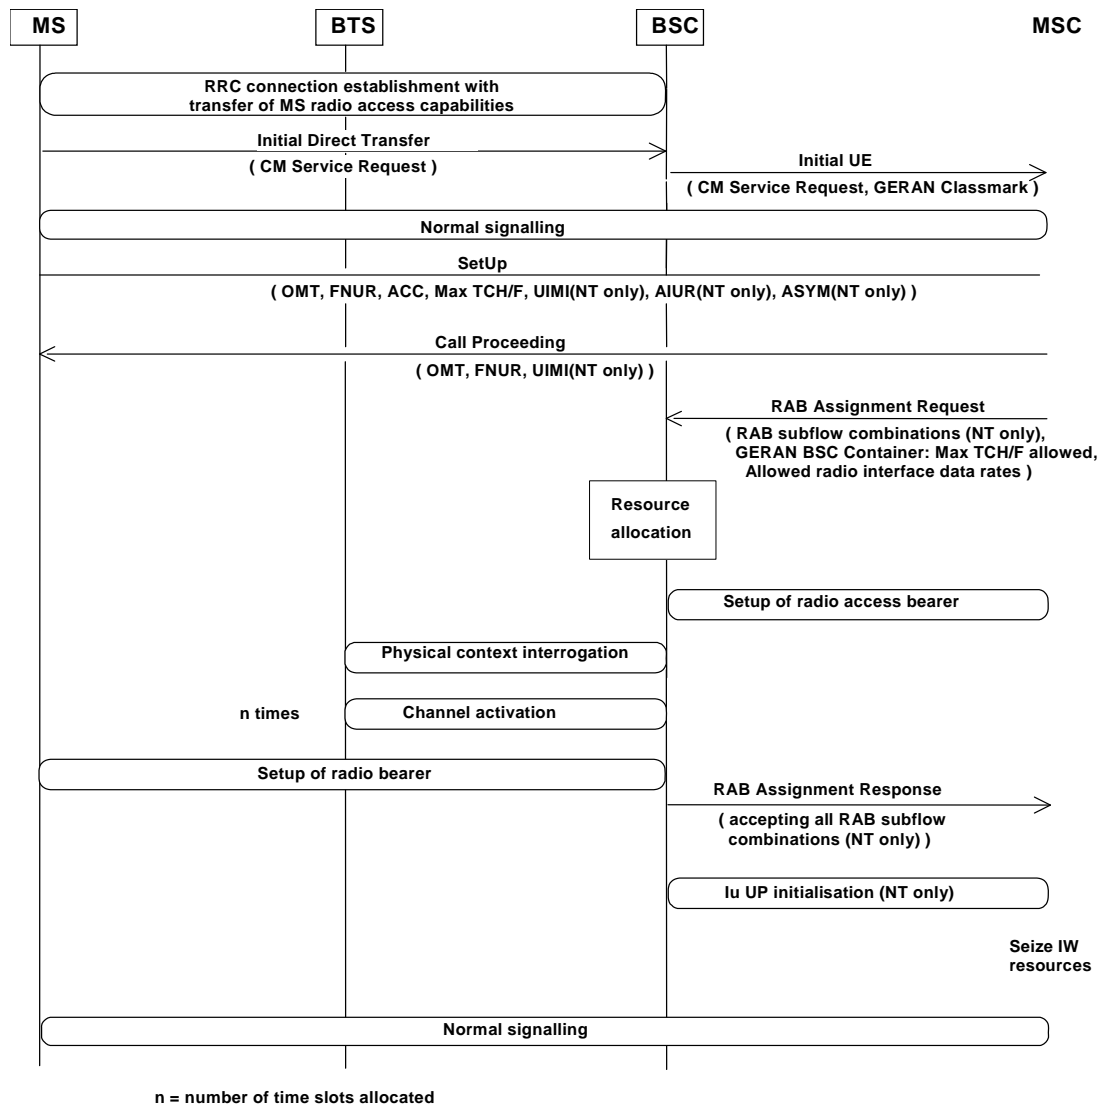 MS BTS BSC MSC
RRC connection establishment with
transfer of MS radio access capabilities
Initial Direct Transfer
( CM Service Request )
Initial UE
( CM Service Request, GERAN Classmark )
Normal signalling
SetUp
( OMT, FNUR, ACC, Max TCH/F, UIMI(NT only), AIUR(NT only), ASYM(NT only) )
Call Proceeding
( OMT, FNUR, UIMI(NT only) )
RAB Assignment Request
( RAB subflow combinations (NT only),
GERAN BSC Container: Max TCH/F allowed,
Allowed radio interface data rates )
Resource
allocation
Setup of radio access bearer
Physical context interrogation
n times
Channel activation
Setup of radio bearer
RAB Assignment Response
( accepting all RAB subflow
combinations (NT only) )
Iu UP initialisation (NT only)
Seize IW
resources
Normal signalling
n = number of time slots allocated